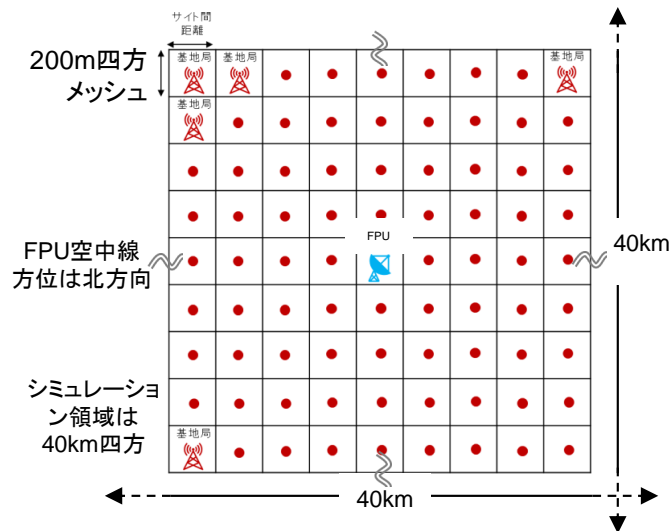 サイト間
距離
200m四方
メッシュ
基地局
基地局
基地局
基地局
FPU
FPU空中線
方位は北方向
40km
シミュレーショ
ン領域は
40km四方
基地局
40km